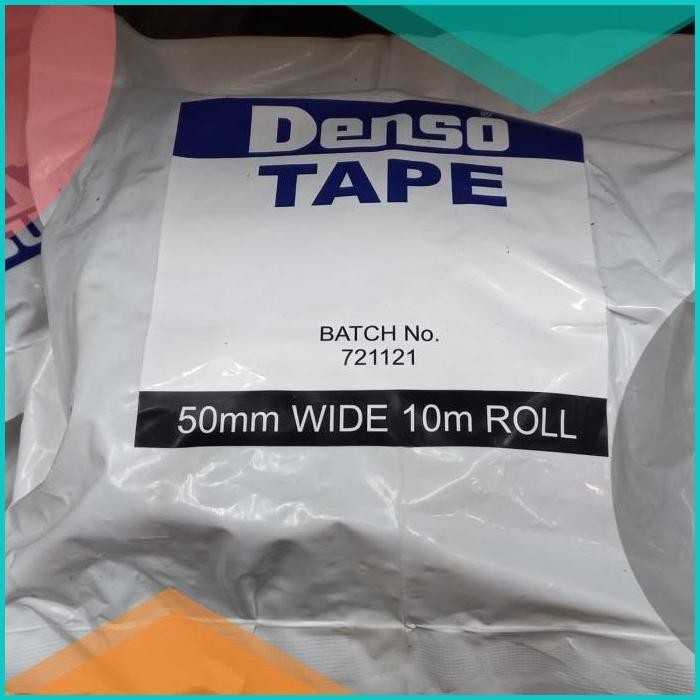 Denso®
TAPE
BATCH No.
721121
50mm WIDE 10m ROLL